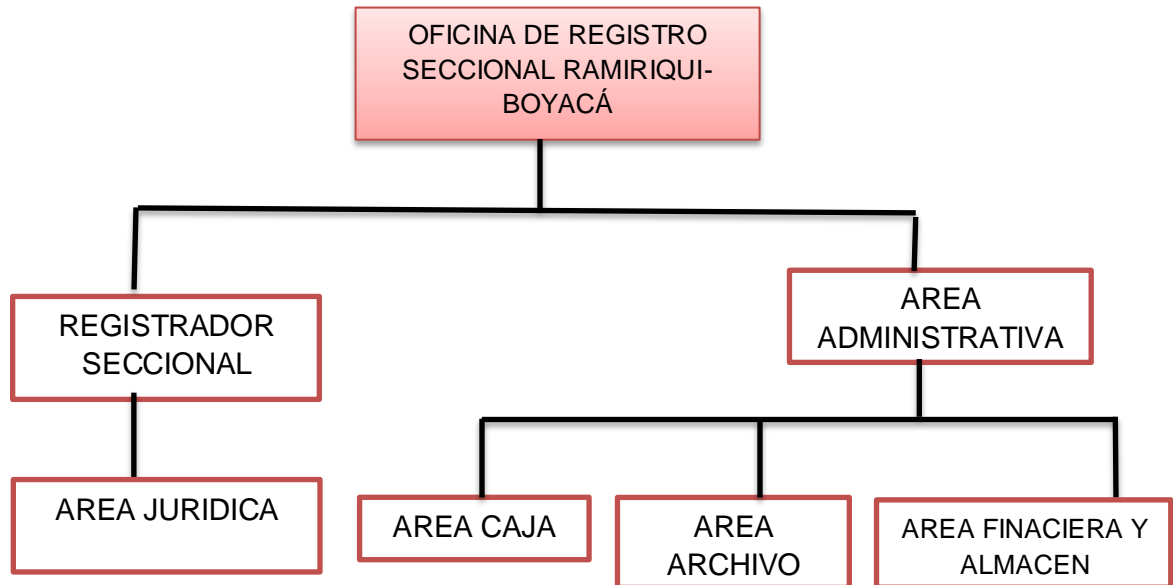 OFICINA DE REGISTRO
SECCIONAL RAMIRIQUI-
BOYACÁ
REGISTRADOR
SECCIONAL
AREA
ADMINISTRATIVA
AREA JURIDICA
AREA CAJA
AREA
ARCHIVO
AREA FINACIERA Y
ALMACEN